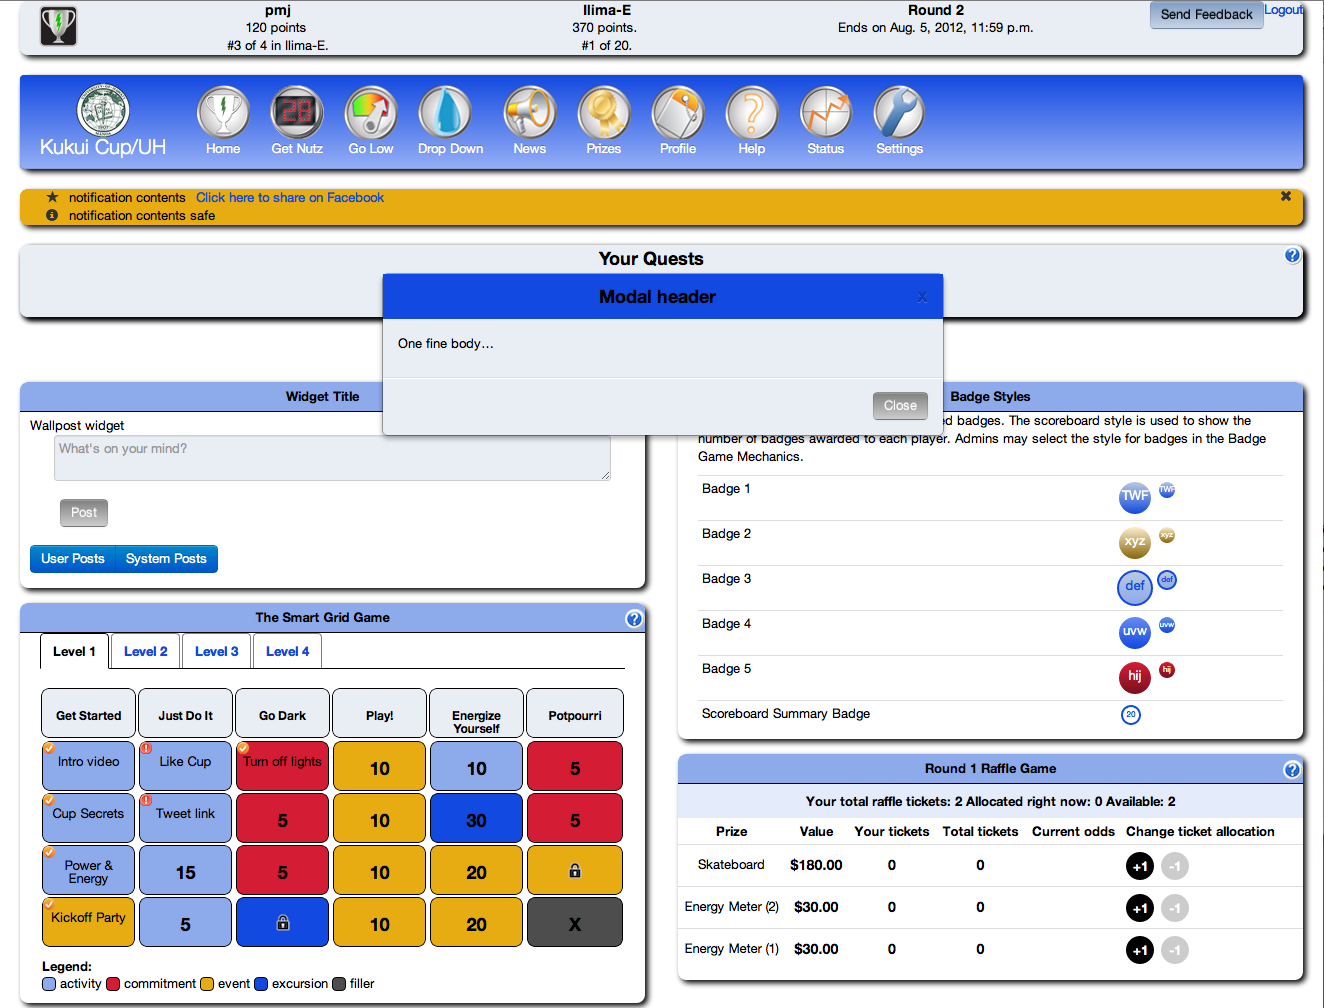 pmj
120 points
#3 of 4 in Ilima-E.
Ilima-E
370 points.
#1 of 20.
Round 2
Ends on Aug. 5, 2012, 11:59 p.m.
Send Feedback
Logout
Kukui Cup/UH
28
Home
Get Nutz
Go Low
Drop Down
News
Prizes
Profile
Help
Status
Settings
notification contents Click here to share on Facebook
notification contents safe
Your Quests
Modal header
x
One fine body…
Close
Widget Title
Wallpost widget
What's on your mind?
Post
User Posts
System Posts
The Smart Grid Game
Level 1
Level 2
Level 3
Level 4
Get Started
Just Do It
Go Dark
Play!
Energize
Yourself
Potpourri
Intro video
Like Cup
Turn off lights
10
10
5
Cup Secrets
Tweet link
5
10
30
5
Power &
Energy
15
5
10
20
Kickoff Party
5
10
20
X
Legend:
activity commitment event excursion filler
Badge Styles
ed badges. The scoreboard style is used to show the
number of badges awarded to each player. Admins may select the style for badges in the Badge
Game Mechanics.
Badge 1 TWF TWF
Badge 2 xyz xyz
Badge 3 def def
Badge 4 uvw uvw
Badge 5 hij hij
Scoreboard Summary Badge 20
Round 1 Raffle Game
Your total raffle tickets: 2 Allocated right now: 0 Available: 2
Prize Value Your tickets Total tickets Current odds Change ticket allocation
Skateboard $180.00 0 0 +1 -1
Energy Meter (2) $30.00 0 0 +1 -1
Energy Meter (1) $30.00 0 0 +1 -1